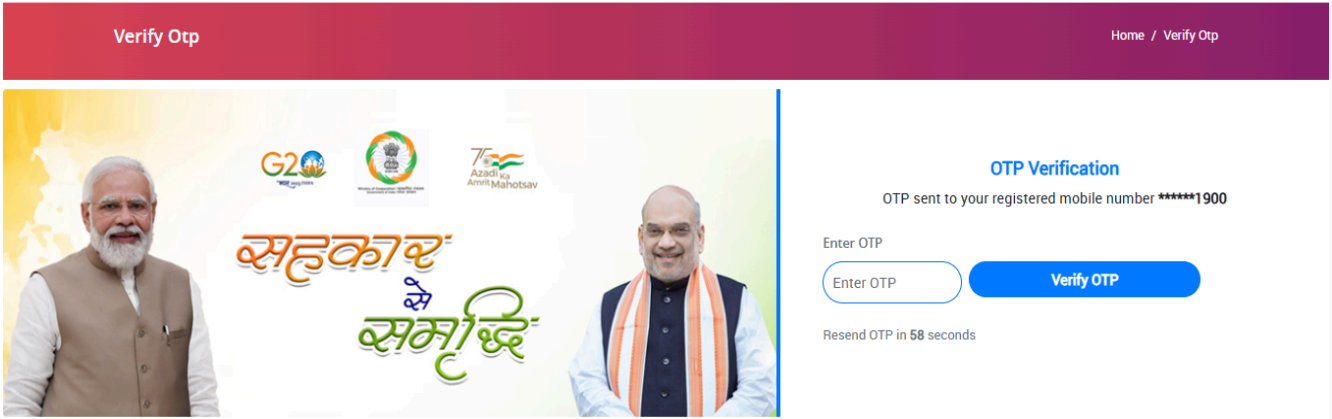 Verify Otp
Home / Verify Otp
G20
75
Azadi Ka
Amrit Mahotsav
सहकार
से
समृद्धि
OTP Verification
OTP sent to your registered mobile number ******1900
Enter OTP
Enter OTP
Verify OTP
Resend OTP in 58 seconds